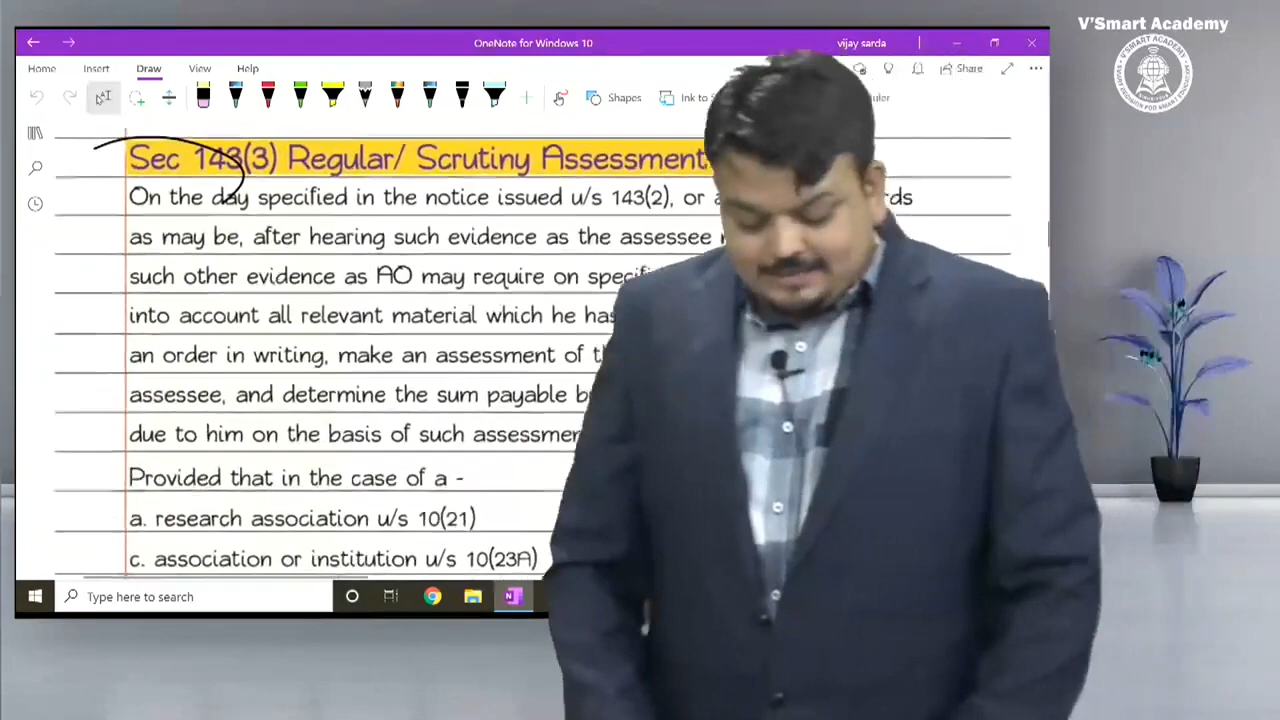 V'Smart Academy
OneNote for Windows 10
vijay sarda
Home Insert Draw View Help
Share
Shapes
Ink to
Sec 143(3) Regular/ Scrutiny Assessment
On the day specified in the notice issued u/s 143(2), or
as may be, after hearing such evidence as the assessee
such other evidence as AO may require on
into account all relevant material which he has
an order in writing, make an assessment of
assessee, and determine the sum payable
due to him on the basis of such
Provided that in the case of a -
a. research association u/s 10(21)
c. association or institution u/s 10(23A)
Type here to search